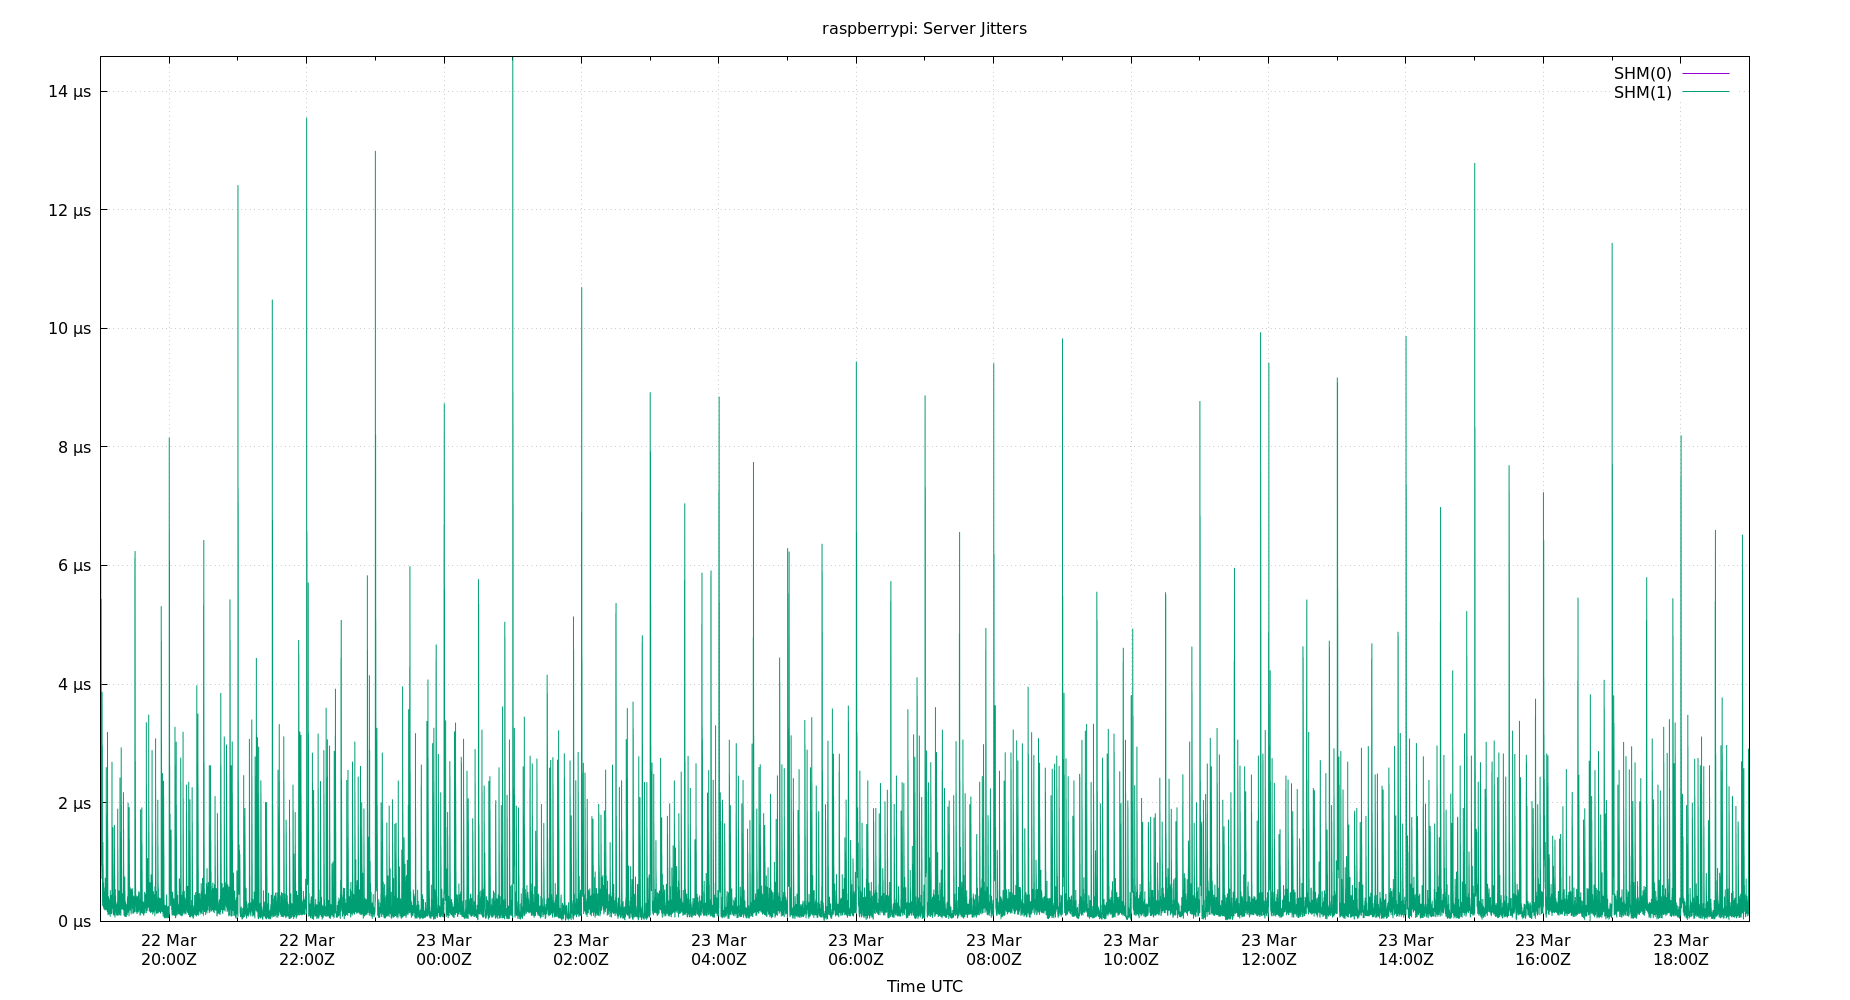 raspberrypi: Server Jitters
SHM(0)
SHM(1)
14 µs
12 µs
10 µs
8 µs
6 µs
4 µs
2 µs
0 µs
22 Mar 22 Mar 23 Mar 23 Mar 23 Mar 23 Mar 23 Mar 23 Mar 23 Mar 23 Mar 23 Mar 23 Mar
20:00Z 22:00Z 00:00Z 02:00Z 04:00Z 06:00Z 08:00Z 10:00Z 12:00Z 14:00Z 16:00Z 18:00Z
Time UTC